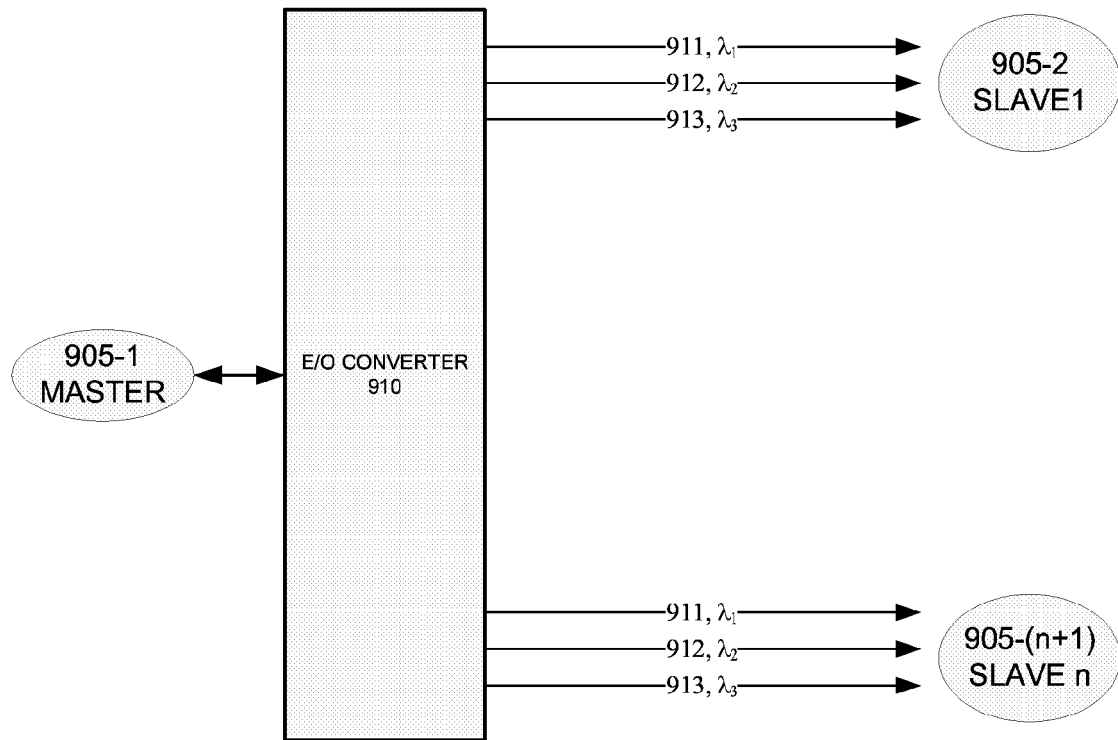 911, λ₁
912, λ₂
913, λ₃
905-2
SLAVE1
905-1
MASTER
E/O CONVERTER
910
911, λ₁
912, λ₂
913, λ₃
905-(n+1)
SLAVE n